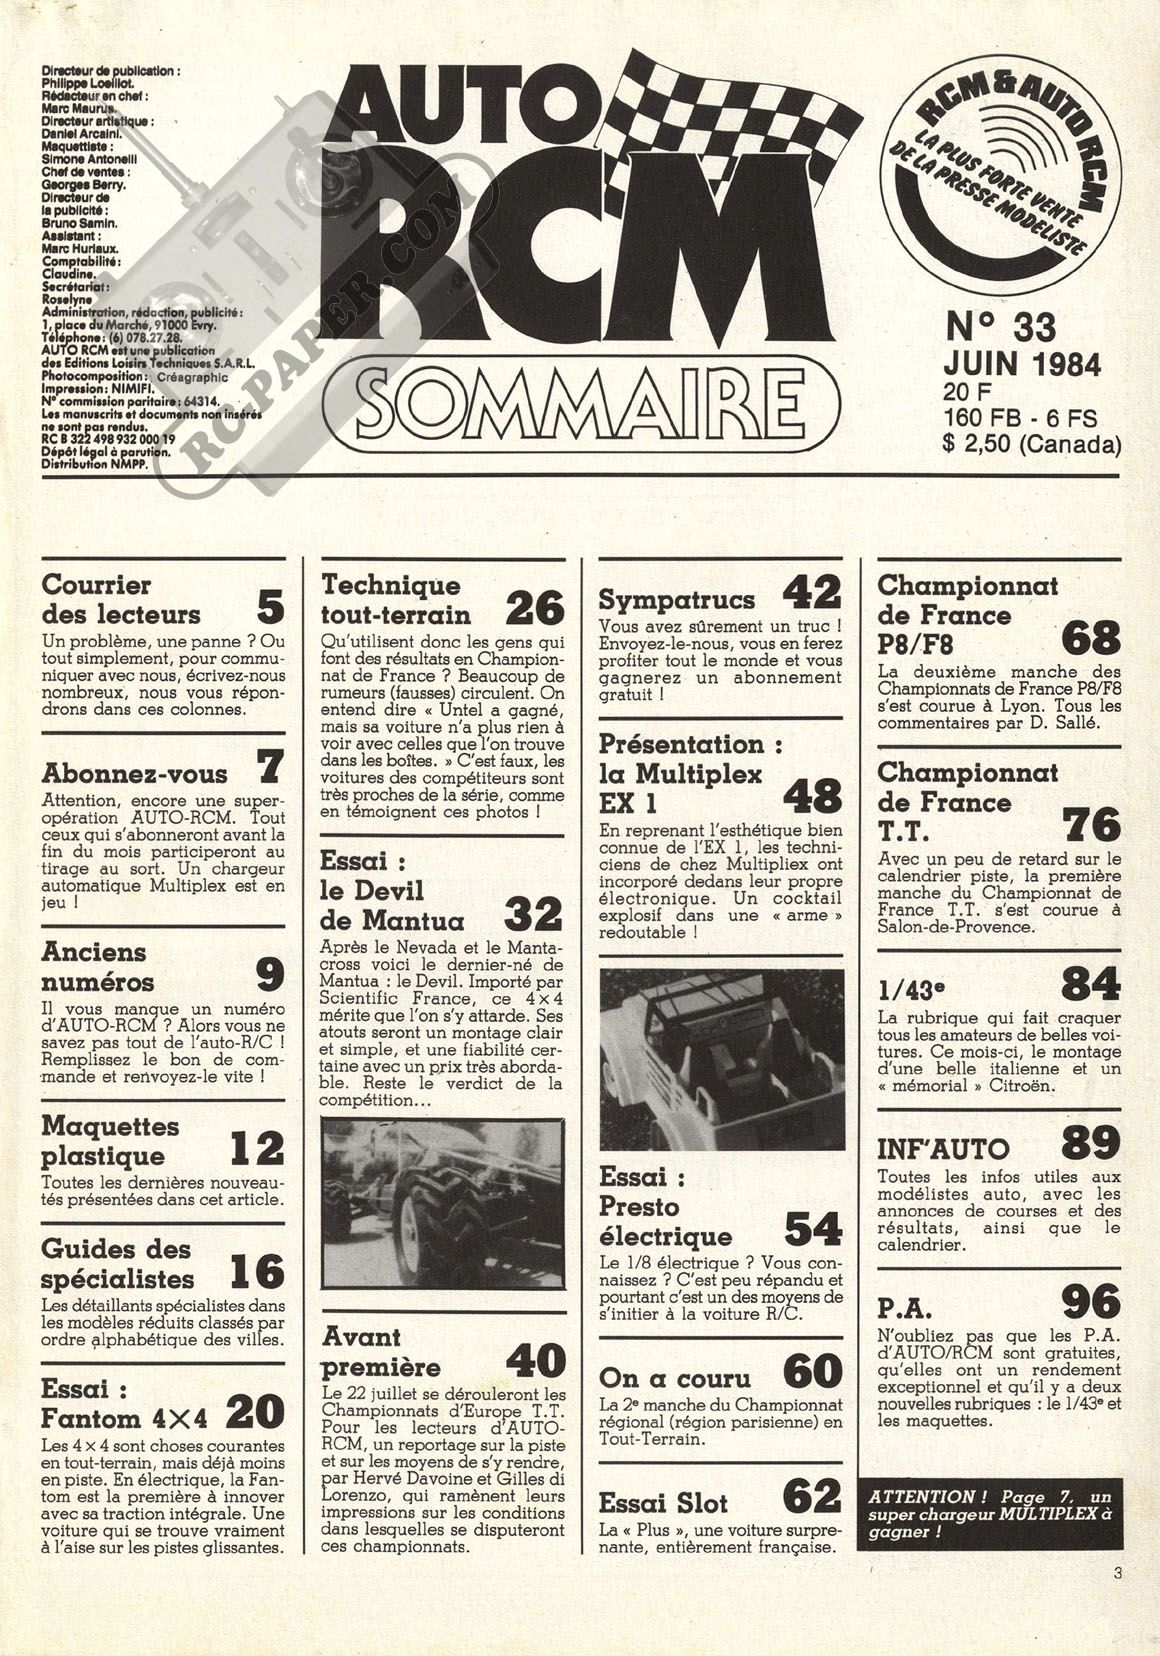 Directeur de publication :
Philippe Loeillot.
Rédacteur en chef :
Marc Maurus.
Directeur artistique :
Daniel Arcaini.
Maquettiste :
Simone Antonelli
Chef de ventes :
Georges Berry.
Directeur de
la publicité :
Bruno Samin.
Assistant :
Marc Huriaux.
Comptabilité :
Claudine.
Secrétariat :
Roselyne
Administration, rédaction, publicité :
1, place du Marché, 91000 Evry.
Téléphone : (6) 078.27.28.
AUTO RCM est une publication
des Editions Loisirs Techniques S.A.R.L.
Photocomposition : Créagraphic
Impression : NIMIFI.
N° commission paritaire : 64314.
Les manuscrits et documents non insérés
ne sont pas rendus.
RC B 322 498 932 000 19
Dépôt légal à parution.
Distribution NMPP.
RC-PAPER.COM
AUTO
RCM
SOMMAIRE
RCM & AUTO RCM
LA PLUS FORTE VENTE
DE LA PRESSE MODELISTE
N° 33
JUIN 1984
20 F
160 FB - 6 FS
$ 2,50 (Canada)
Courrier
des lecteurs 5
Un problème, une panne ? Ou
tout simplement, pour commu-
niquer avec nous, écrivez-nous
nombreux, nous vous répon-
drons dans ces colonnes.
Abonnez-vous 7
Attention, encore une super-
opération AUTO-RCM. Tout
ceux qui s'abonneront avant la
fin du mois participeront au
tirage au sort. Un chargeur
automatique Multiplex est en
jeu !
Anciens
numéros 9
Il vous manque un numéro
d'AUTO-RCM ? Alors vous ne
savez pas tout de l'auto-R/C !
Remplissez le bon de com-
mande et renvoyez-le vite !
Maquettes
plastique 12
Toutes les dernières nouveau-
tés présentées dans cet article.
Guides des
spécialistes 16
Les détaillants spécialistes dans
les modèles réduits classés par
ordre alphabétique des villes.
Essai :
Fantom 4×4 20
Les 4 × 4 sont choses courantes
en tout-terrain, mais déjà moins
en piste. En électrique, la Fan-
tom est la première à innover
avec sa traction intégrale. Une
voiture qui se trouve vraiment
à l'aise sur les pistes glissantes.
Technique
tout-terrain 26
Qu'utilisent donc les gens qui
font des résultats en Champion-
nat de France ? Beaucoup de
rumeurs (fausses) circulent. On
entend dire « Untel a gagné,
mais sa voiture n'a plus rien à
voir avec celles que l'on trouve
dans les boîtes. » C'est faux, les
voitures des compétiteurs sont
très proches de la série, comme
en témoignent ces photos !
Essai :
le Devil
de Mantua 32
Après le Nevada et le Manta-
cross voici le dernier-né de
Mantua : le Devil. Importé par
Scientific France, ce 4 × 4
mérite que l'on s'y attarde. Ses
atouts seront un montage clair
et simple, et une fiabilité cer-
taine avec un prix très aborda-
ble. Reste le verdict de la
compétition...
Avant
première 40
Le 22 juillet se dérouleront les
Championnats d'Europe T.T.
Pour les lecteurs d'AUTO-
RCM, un reportage sur la piste
et sur les moyens de s'y rendre,
par Hervé Davoine et Gilles di
Lorenzo, qui ramènent leurs
impressions sur les conditions
dans lesquelles se disputeront
ces championnats.
Sympatrucs 42
Vous avez sûrement un truc !
Envoyez-le-nous, vous en ferez
profiter tout le monde et vous
gagnerez un abonnement
gratuit !
Présentation :
la Multiplex
EX 1 48
En reprenant l'esthétique bien
connue de l'EX 1, les techni-
ciens de chez Multipliex ont
incorporé dedans leur propre
électronique. Un cocktail
explosif dans une « arme »
redoutable !
Essai :
Presto
électrique 54
Le 1/8 électrique ? Vous con-
naissez ? C'est peu répandu et
pourtant c'est un des moyens de
s'initier à la voiture R/C.
On a couru 60
La 2e manche du Championnat
régional (région parisienne) en
Tout-Terrain.
Essai Slot 62
La « Plus », une voiture surpre-
nante, entièrement française.
Championnat
de France
P8/F8 68
La deuxième manche des
Championnats de France P8/F8
s'est courue à Lyon. Tous les
commentaires par D. Sallé.
Championnat
de France
T.T. 76
Avec un peu de retard sur le
calendrier piste, la première
manche du Championnat de
France T.T. s'est courue à
Salon-de-Provence.
1/43e 84
La rubrique qui fait craquer
tous les amateurs de belles voi-
tures. Ce mois-ci, le montage
d'une belle italienne et un
« mémorial » Citroën.
INF'AUTO 89
Toutes les infos utiles aux
modélistes auto, avec les
annonces de courses et des
résultats, ainsi que le
calendrier.
P.A. 96
N'oubliez pas que les P.A.
d'AUTO/RCM sont gratuites,
qu'elles ont un rendement
exceptionnel et qu'il y a deux
nouvelles rubriques : le 1/43e et
les maquettes.
ATTENTION ! Page 7, un
super chargeur MULTIPLEX à
gagner !
3